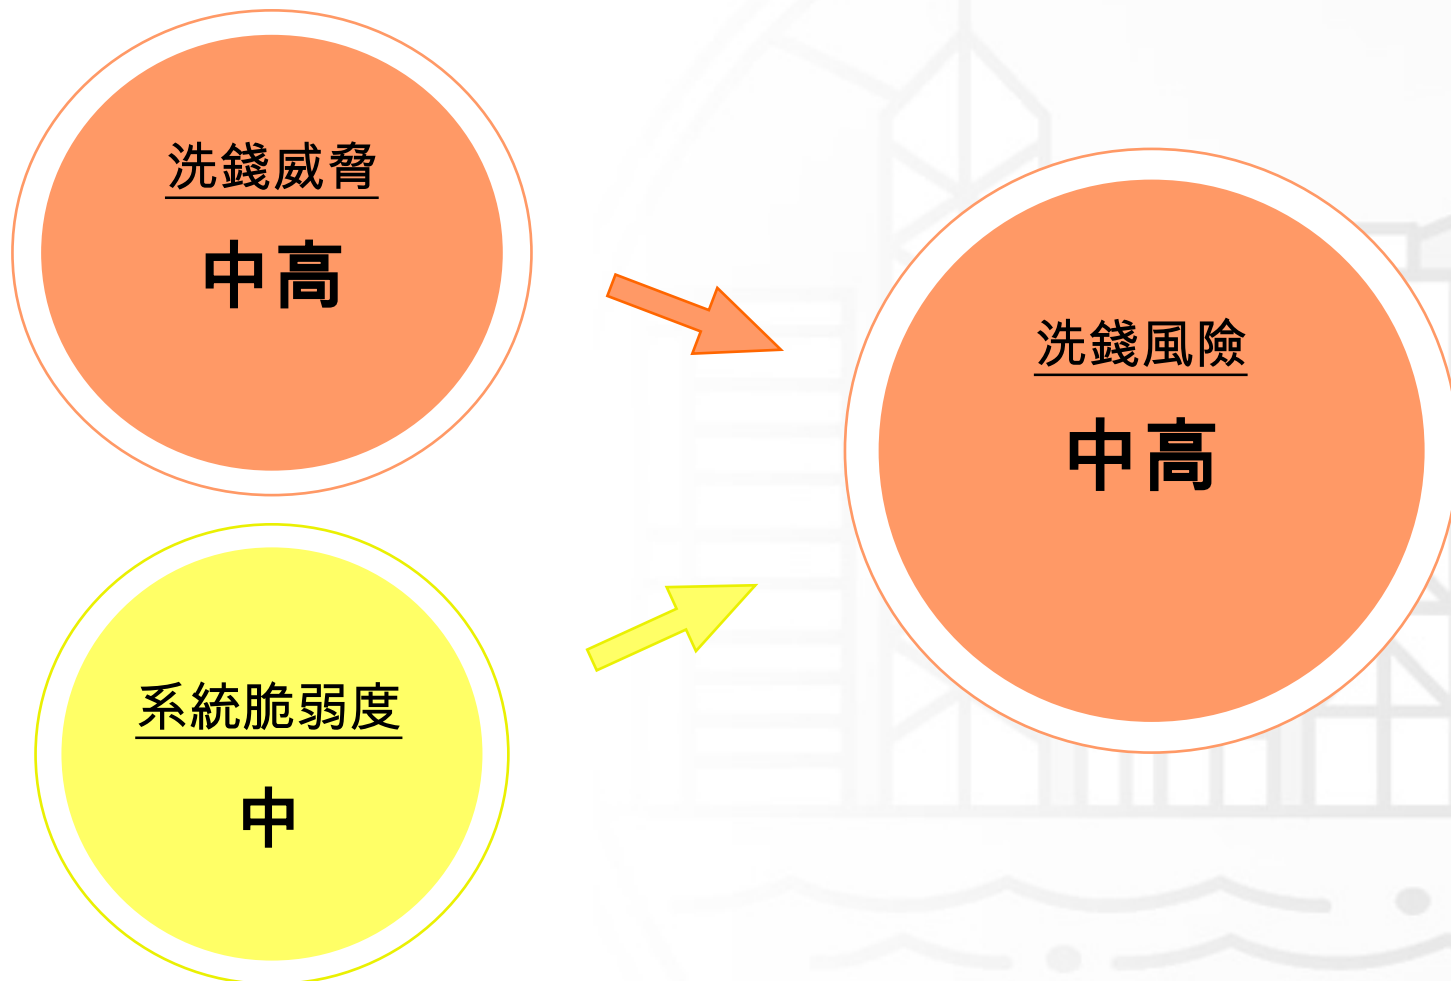 洗錢威脅
中高
系統脆弱度
中
洗錢風險
中高